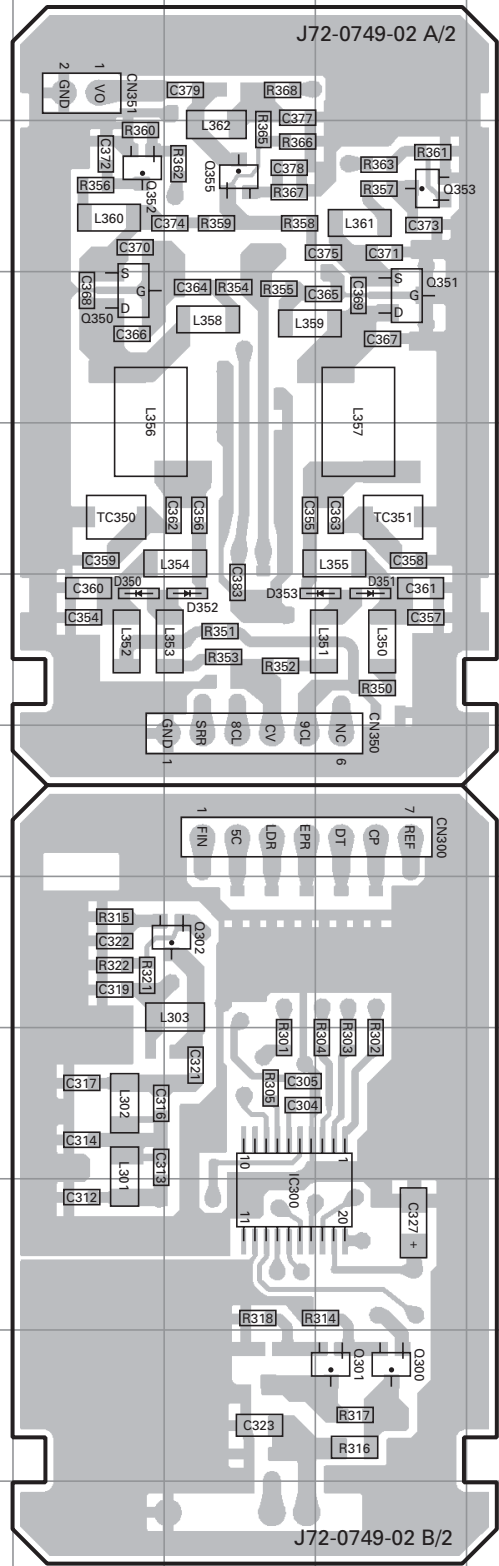 J72-0749-02 A/2
2 1 CN351
GND VO
C379 R368
L362 C377
R360 R365 R366
C372 R362 Q355 C378 R363 R361
R356 Q352 R367 R357 Q353
L360 C374 R359 R358 L361 C373
C370 C375 C371
C368 S G D C364 R354 R355 C365 C369 S G D Q351
Q350 L358 L359
C366 C367
L356 L357
TC350 C362 C356 C355 C363 TC351
C359 L354 L355 C358
C360 D350 D352 C383 D353 D351 C361
C354 L352 L353 R351 L351 L350 C357
R353 R352
R350
GND SRR 8CL CV 9CL NC CN350
1 6
1 7 CN300
FIN 5C LDR EPR DT CP REF
R315 Q302
C322
R322 R321
C319
L303
R301 R304 R303 R302
C321
C317 L302 C316 R305 C305
C304
C314
L301 C313 10 1
C312 IC300
11 20 C327 +
R318 R314
Q301 Q300
C323 R317
R316
J72-0749-02 B/2